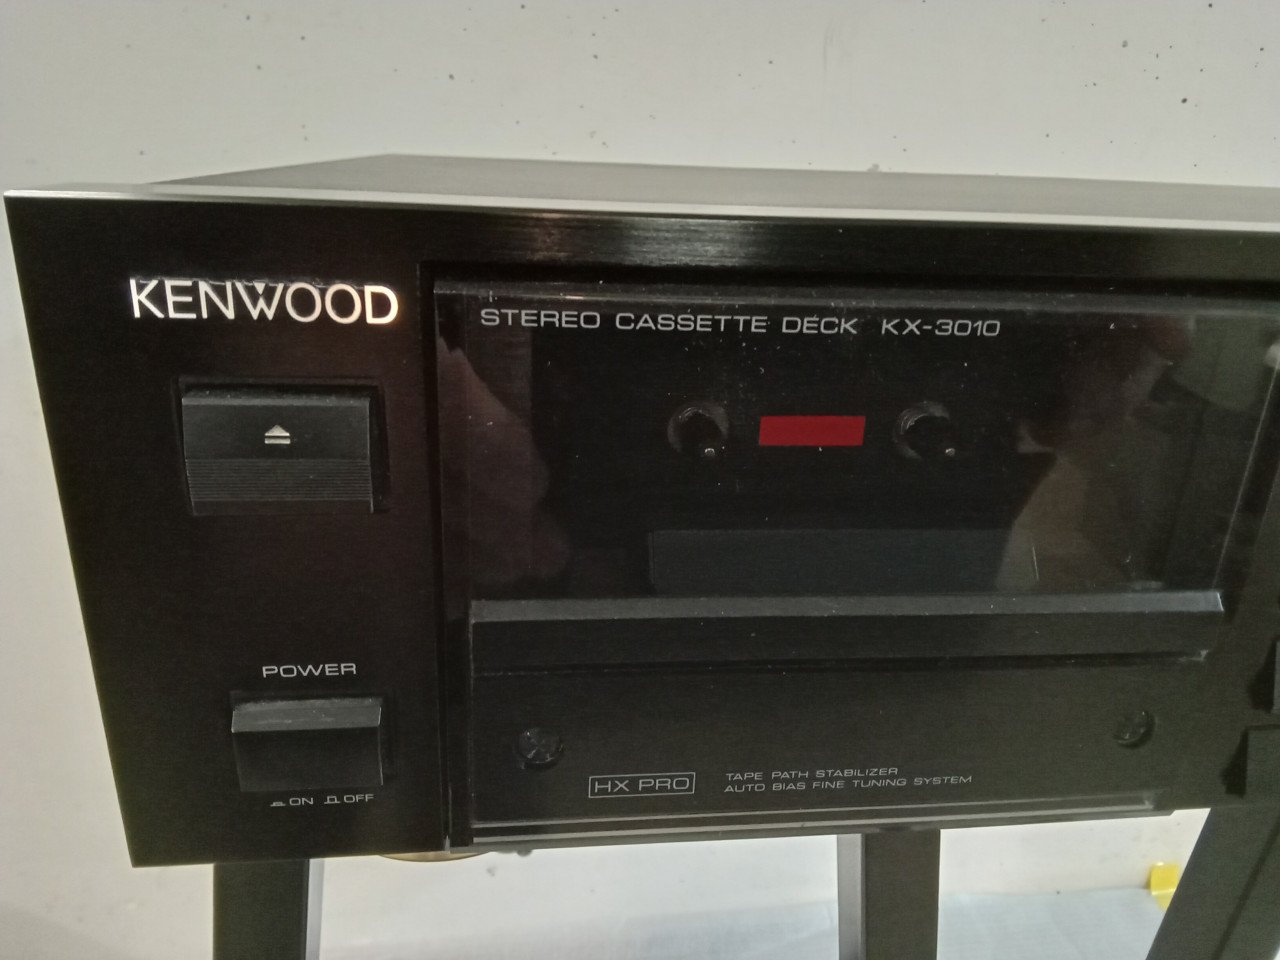 KENWOOD
STEREO CASSETTE DECK KX-3010
POWER
ON OFF
HX PRO
TAPE PATH STABILIZER
AUTO BIAS FINE TUNING SYSTEM